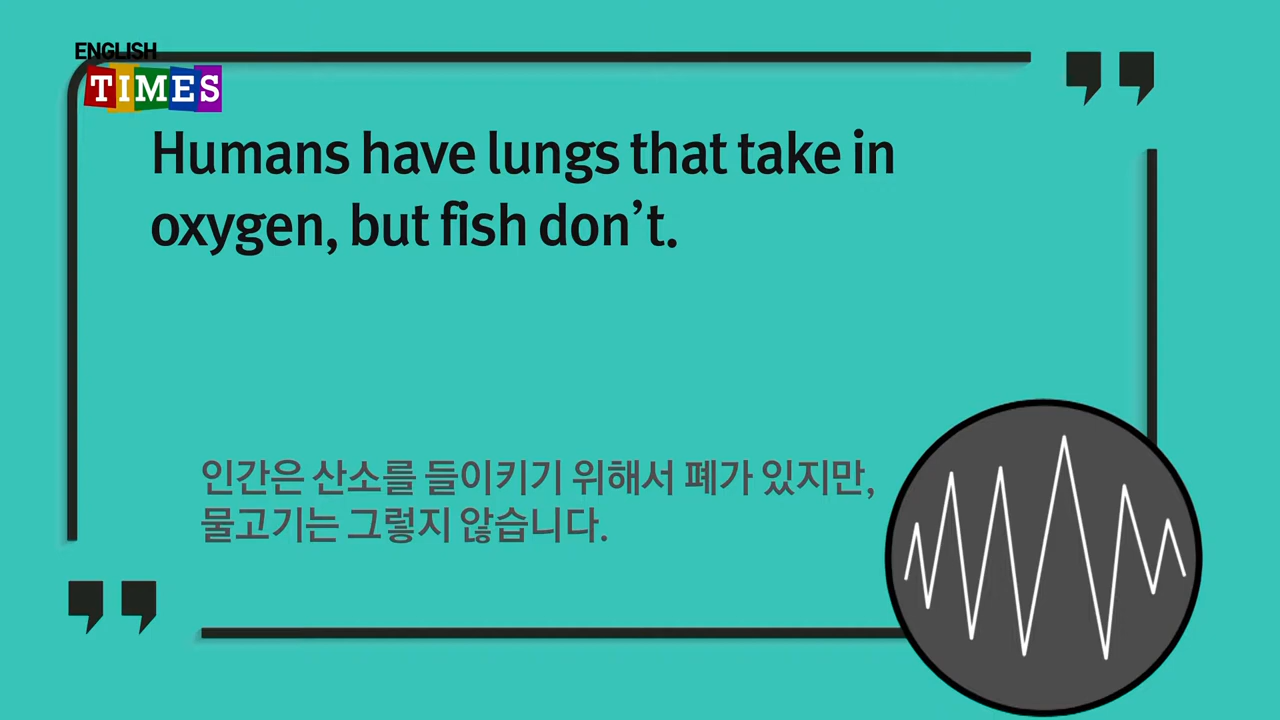 ENGLISH
TIMES
Humans have lungs that take in
oxygen, but fish don’t.
인간은 산소를 들이키기 위해서 폐가 있지만,
물고기는 그렇지 않습니다.